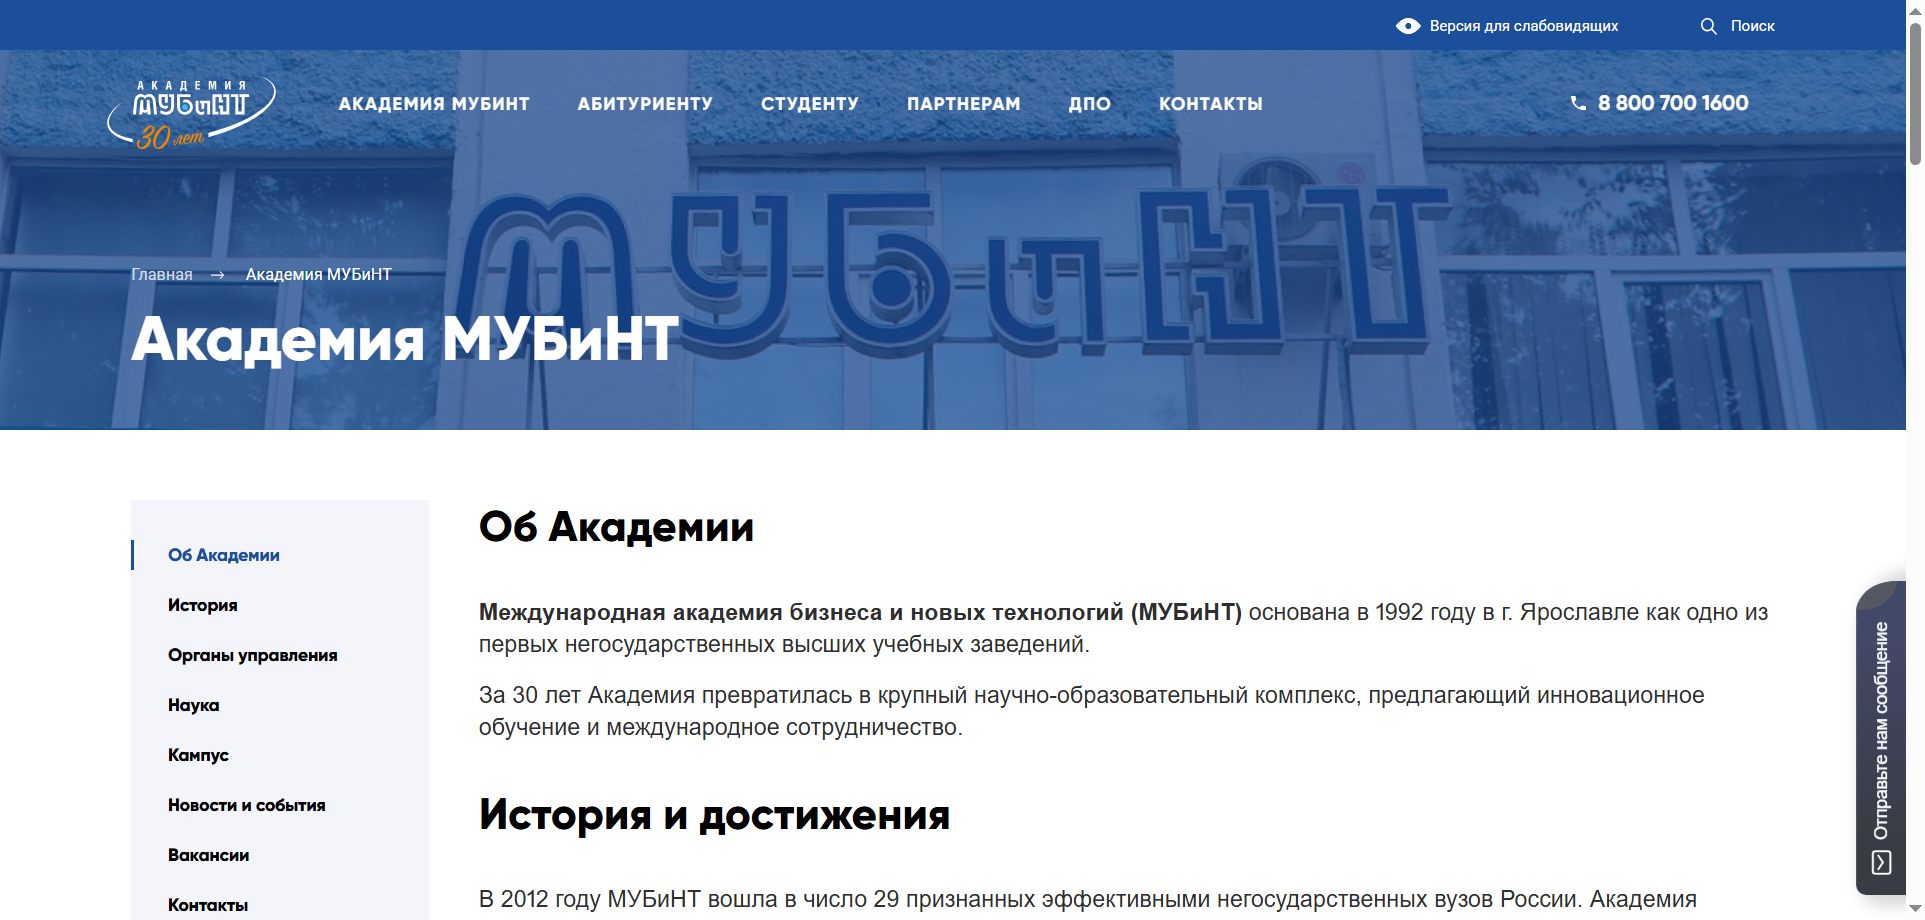 Версия для слабовидящих
Поиск
АКАДЕМИЯ
МУБиНТ
30 лет
АКАДЕМИЯ МУБИНТ
АБИТУРИЕНТУ
СТУДЕНТУ
ПАРТНЕРАМ
ДПО
КОНТАКТЫ
8 800 700 1600
МУБиНТ
Главная → Академия МУБиНТ
Академия МУБиНТ
Об Академии
История
Органы управления
Наука
Кампус
Новости и события
Вакансии
Контакты
Об Академии
Международная академия бизнеса и новых технологий (МУБиНТ) основана в 1992 году в г. Ярославле как одно из
первых негосударственных высших учебных заведений.
За 30 лет Академия превратилась в крупный научно-образовательный комплекс, предлагающий инновационное
обучение и международное сотрудничество.
История и достижения
В 2012 году МУБиНТ вошла в число 29 признанных эффективными негосударственных вузов России. Академия
Отправьте нам сообщение